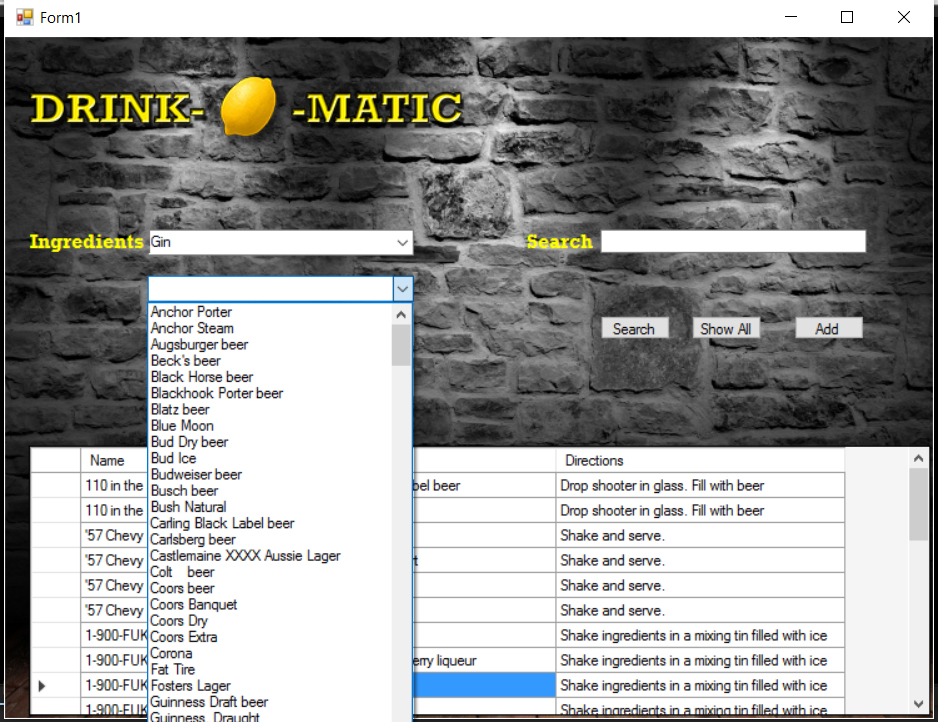 Form1
DRINK- -MATIC
Ingredients Gin Search
Anchor Porter
Anchor Steam
Augsburger beer
Beck's beer
Black Horse beer
Blackhook Porter beer
Blatz beer
Blue Moon
Bud Dry beer
Bud Ice
Budweiser beer
Busch beer
Bush Natural
Carling Black Label beer
Carlsberg beer
Castlemaine XXXX Aussie Lager
Colt beer
Coors beer
Coors Banquet
Coors Dry
Coors Extra
Corona
Fat Tire
Fosters Lager
Guinness Draft beer
Guinness, Draught
Search Show All Add
Name Directions
110 in the bel beer Drop shooter in glass. Fill with beer
110 in the Drop shooter in glass. Fill with beer
'57 Chevy Shake and serve.
'57 Chevy t Shake and serve.
'57 Chevy Shake and serve.
'57 Chevy Shake and serve.
1-900-FUK Shake ingredients in a mixing tin filled with ice
1-900-FUK erry liqueur Shake ingredients in a mixing tin filled with ice
1-900-FUK Shake ingredients in a mixing tin filled with ice
1-900-FUK Shake ingredients in a mixing tin filled with ice